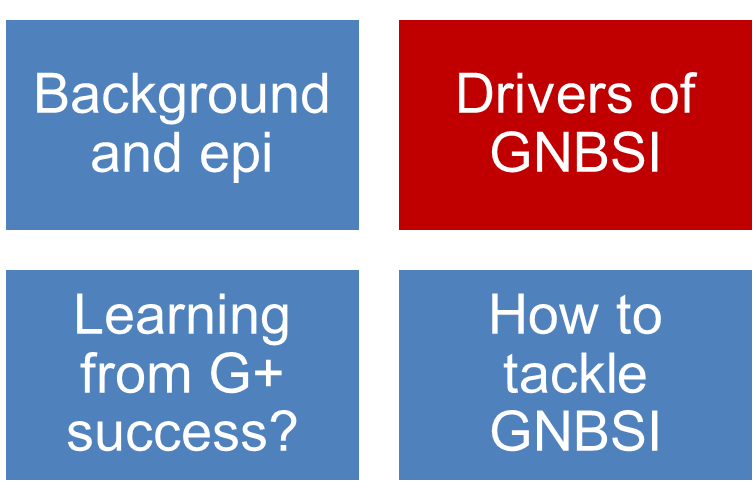 Background
and epi
Drivers of
GNBSI
Learning
from G+
success?
How to
tackle
GNBSI